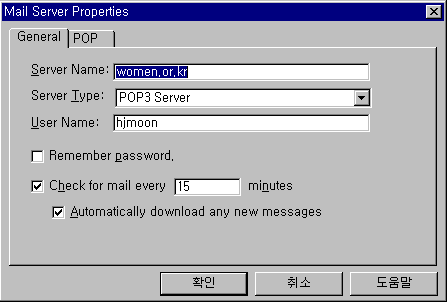 Mail Server Properties
General POP
Server Name: women,or,kr
Server Type: POP3 Server
User Name: hjmoon
Remember password,
Check for mail every 15 minutes
Automatically download any new messages
확인 취소 도움말